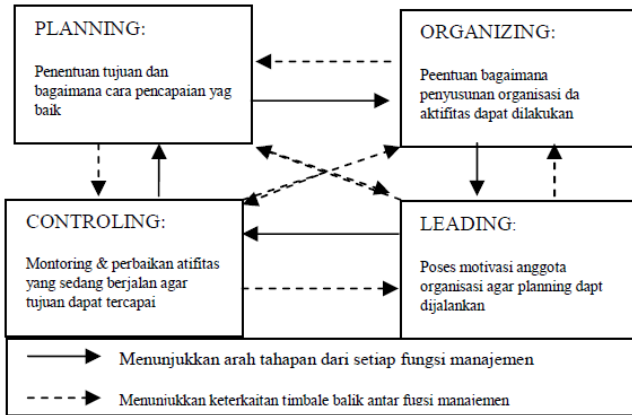 PLANNING:
Penentuan tujuan dan
bagaimana cara pencapaian yag
baik
ORGANIZING:
Peentuan bagaimana
penyusunan organisasi da
aktifitas dapat dilakukan
CONTROLING:
Montoring & perbaikan atifitas
yang sedang berjalan agar
tujuan dapat tercapai
LEADING:
Poses motivasi anggota
organisasi agar planning dapt
dijalankan
Menunjukkan arah tahapan dari setiap fungsi manajemen
Menunjukkan keterkaitan timbale balik antar fugsi manajemen